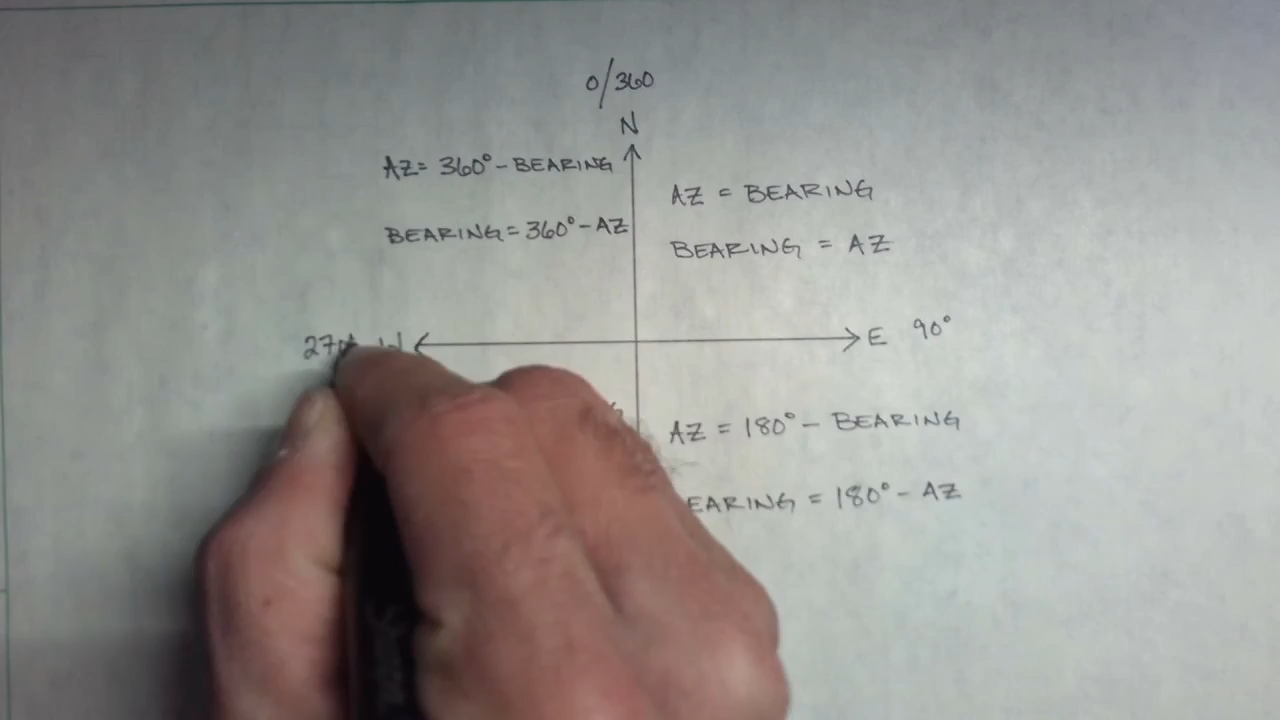 0/360
N
AZ= 360° - BEARING
AZ = BEARING
BEARING = 360° - AZ
BEARING = AZ
W
E 90°
AZ = 180° - BEARING
EARING = 180° - AZ